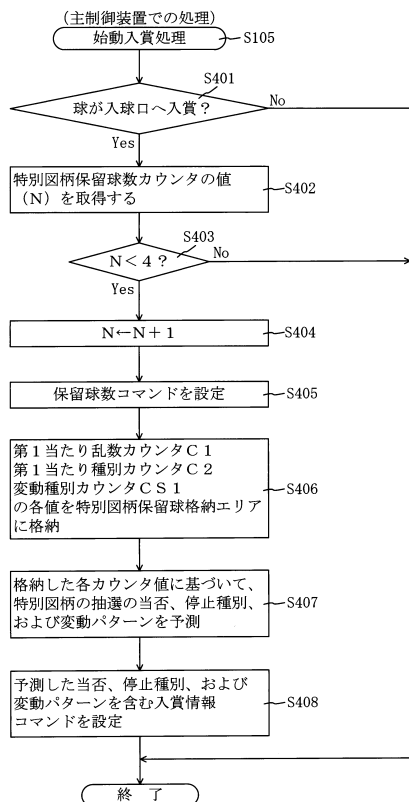 (主制御装置での処理)
始動入賞処理
S105
S401
球が入球口へ入賞？
No
Yes
特別図柄保留球数カウンタの値
（N）を取得する
S402
S403
N＜4？
No
Yes
N←N＋1
S404
保留球数コマンドを設定
S405
第1当たり乱数カウンタC1
第1当たり種別カウンタC2
変動種別カウンタCS1
の各値を特別図柄保留球格納エリア
に格納
S406
格納した各カウンタ値に基づいて、
特別図柄の抽選の当否、停止種別、
および変動パターンを予測
S407
予測した当否、停止種別、および
変動パターンを含む入賞情報
コマンドを設定
S408
終 了